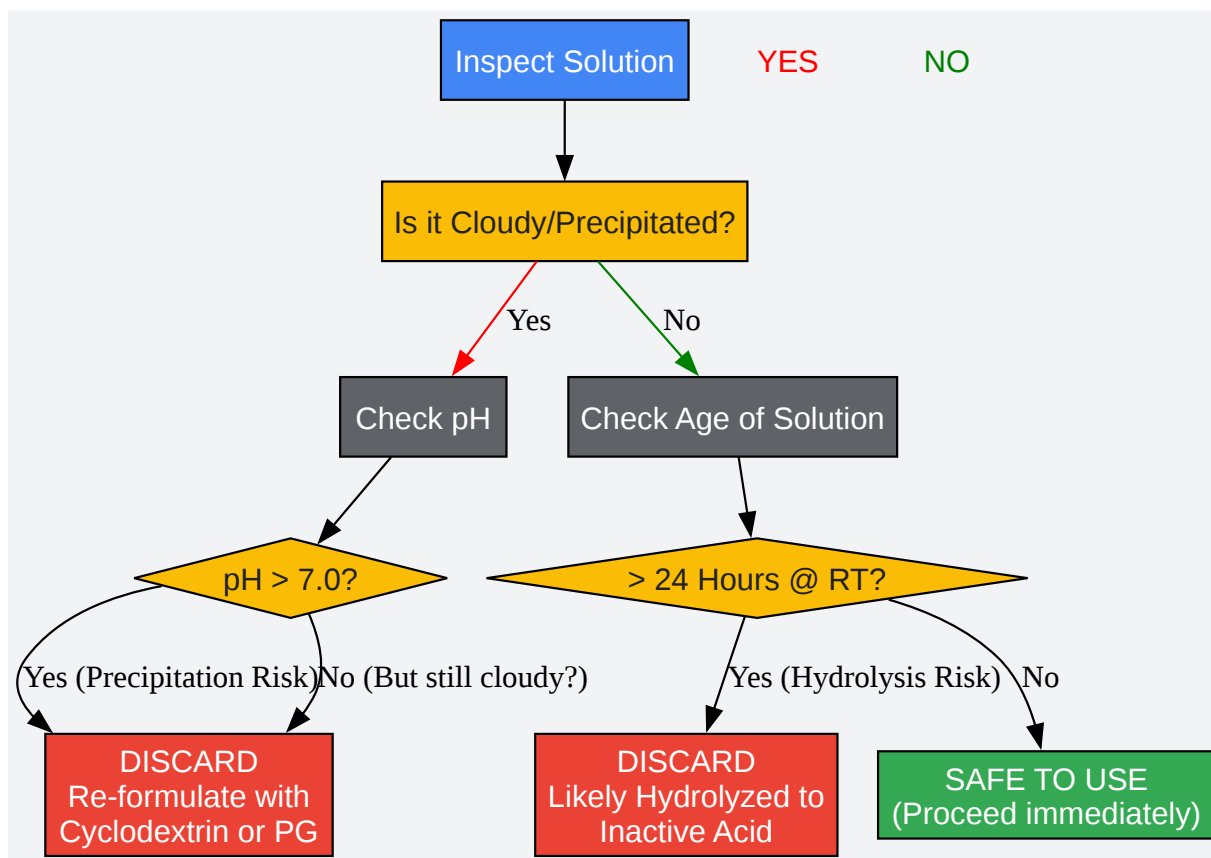 Inspect Solution
YES
NO
Is it Cloudy/Precipitated?
Yes
No
Check pH
Check Age of Solution
pH > 7.0?
> 24 Hours @ RT?
Yes (Precipitation Risk)
No (But still cloudy?)
Yes (Hydrolysis Risk)
No
DISCARD
Re-formulate with
Cyclodextrin or PG
DISCARD
Likely Hydrolyzed to
Inactive Acid
SAFE TO USE
(Proceed immediately)